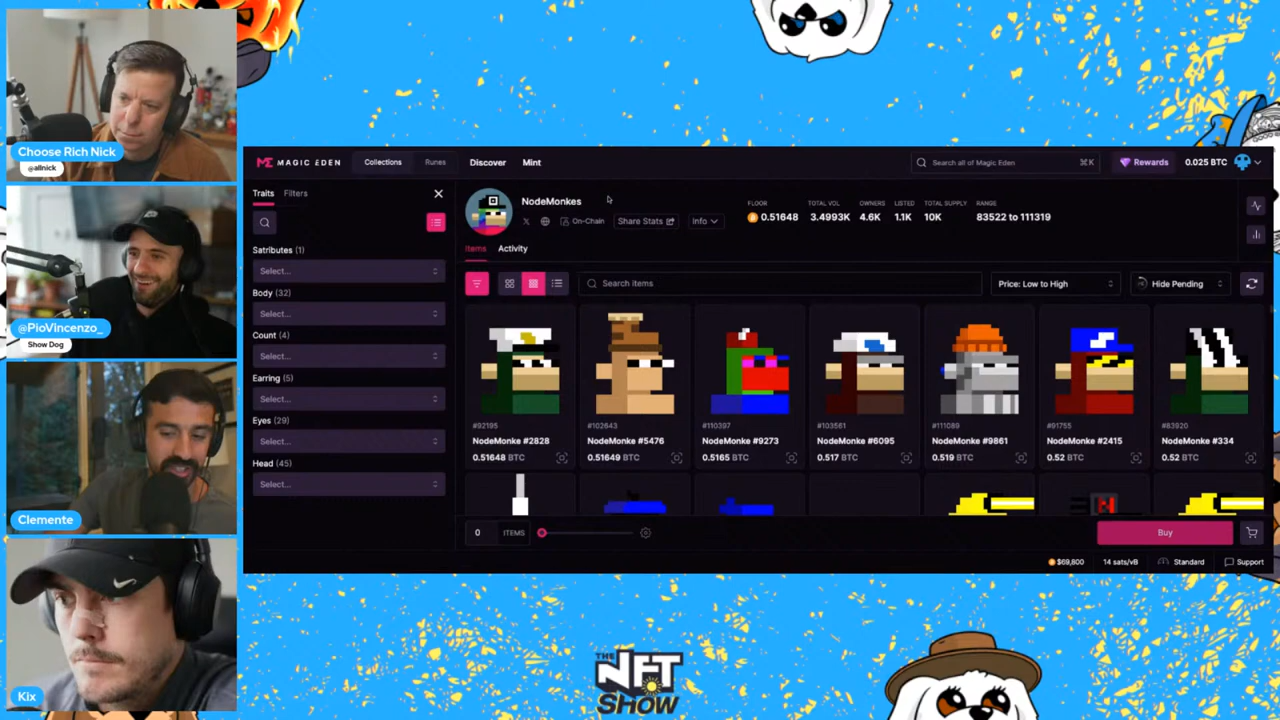 Choose Rich Nick
@allnick
@PioVincenzo_
Show Dog
Clemente
Kix
MAGIC EDEN
Collections
Runes
Discover
Mint
Search all of Magic Eden
⌘K
Rewards
0.025 BTC
Traits
Filters
Satributes (1)
Select...
Body (32)
Select...
Count (4)
Select...
Earring (5)
Select...
Eyes (29)
Select...
Head (45)
Select...
NodeMonkes
On-Chain
Share Stats
Info
FLOOR
0.51648
TOTAL VOL
3.4993K
OWNERS
4.6K
LISTED
1.1K
TOTAL SUPPLY
10K
RANGE
83522 to 111319
Items
Activity
Search items
Price: Low to High
Hide Pending
#92195
NodeMonke #2828
0.51648 BTC
#102643
NodeMonke #5476
0.51649 BTC
#110397
NodeMonke #9273
0.5165 BTC
#103561
NodeMonke #6095
0.517 BTC
#111089
NodeMonke #9861
0.519 BTC
#91755
NodeMonke #2415
0.52 BTC
#83920
NodeMonke #334
0.52 BTC
0
ITEMS
Buy
$69,800
14 sats/vB
Standard
Support
THE
NFT
SHOW